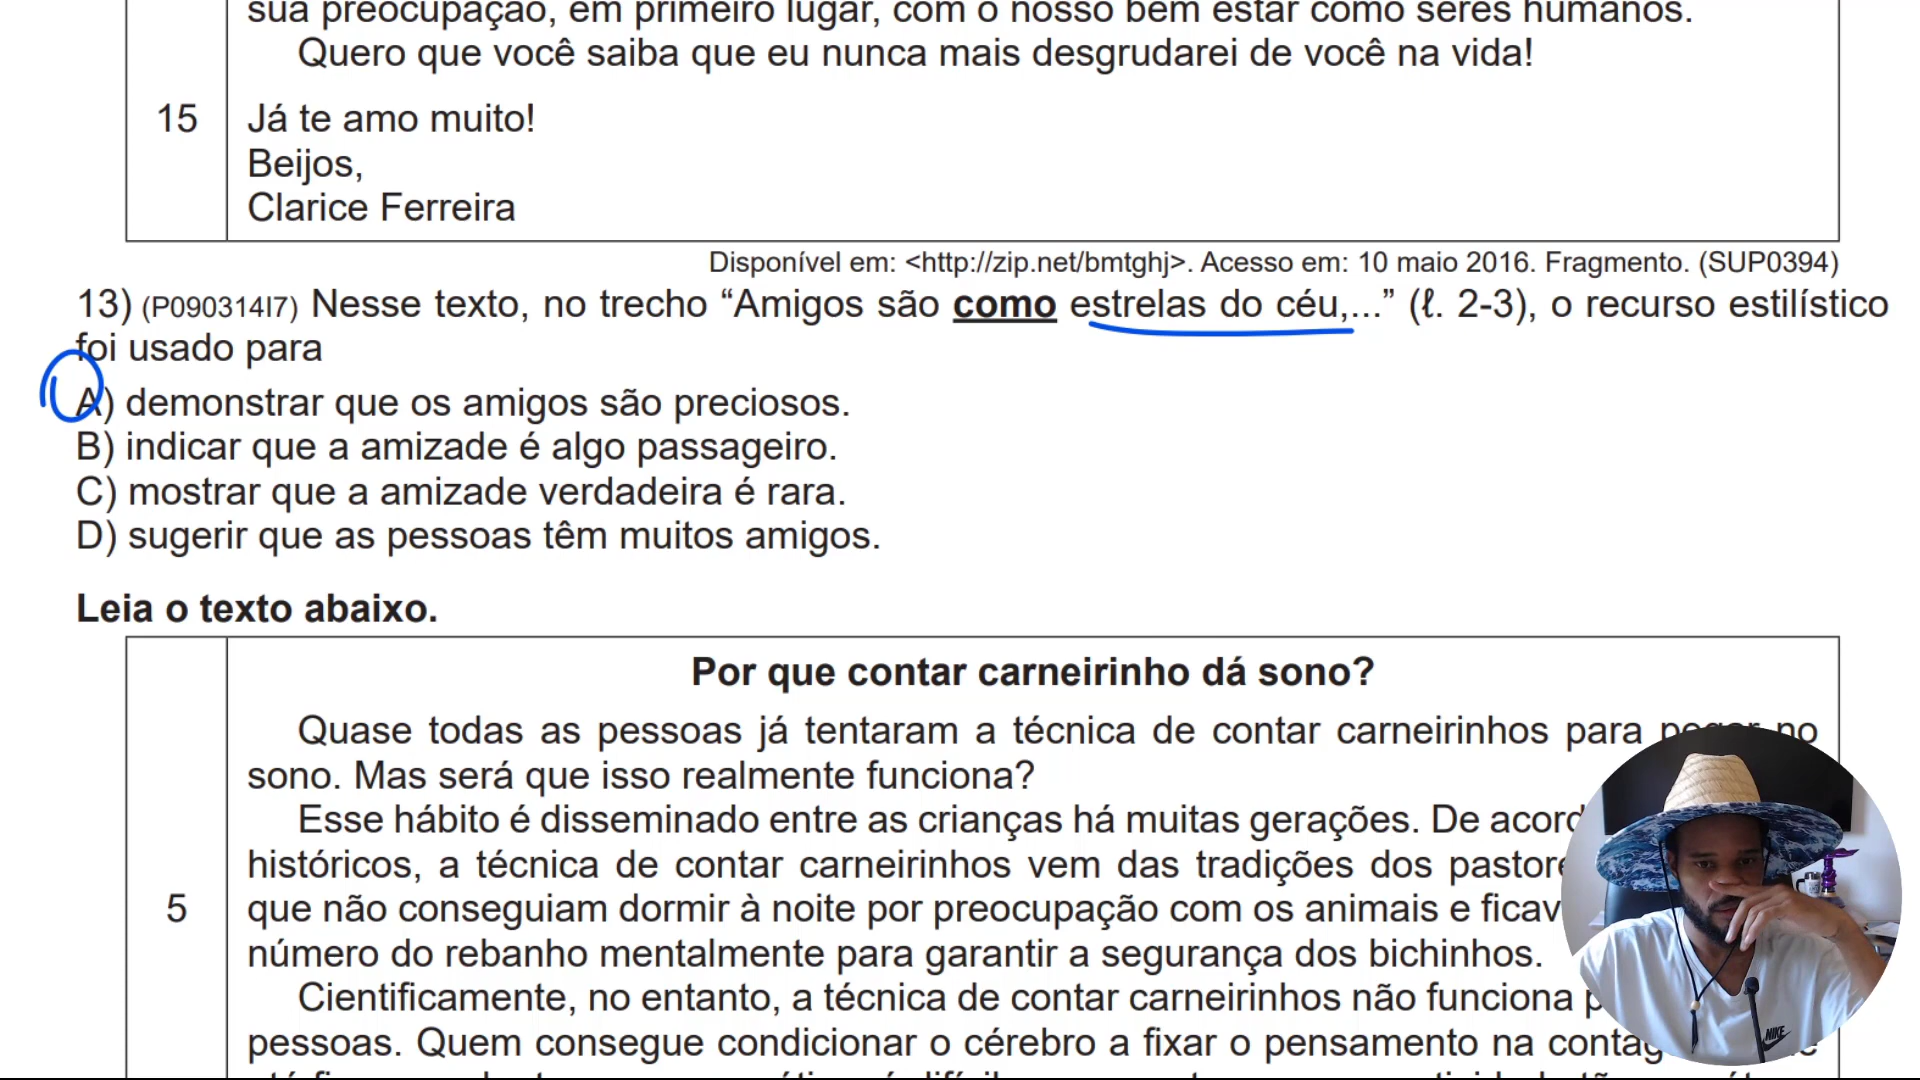 sua preocupação, em primeiro lugar, com o nosso bem estar como seres humanos.
Quero que você saiba que eu nunca mais desgrudarei de você na vida!
15 Já te amo muito!
Beijos,
Clarice Ferreira
Disponível em: <http://zip.net/bmtghj>. Acesso em: 10 maio 2016. Fragmento. (SUP0394)
13) (P090314I7) Nesse texto, no trecho “Amigos são como estrelas do céu,...” (ℓ. 2-3), o recurso estilístico
foi usado para
A) demonstrar que os amigos são preciosos.
B) indicar que a amizade é algo passageiro.
C) mostrar que a amizade verdadeira é rara.
D) sugerir que as pessoas têm muitos amigos.
Leia o texto abaixo.
Por que contar carneirinho dá sono?
Quase todas as pessoas já tentaram a técnica de contar carneirinhos para pegar no
sono. Mas será que isso realmente funciona?
Esse hábito é disseminado entre as crianças há muitas gerações. De
históricos, a técnica de contar carneirinhos vem das tradições dos
5 que não conseguiam dormir à noite por preocupação com os animais e
número do rebanho mentalmente para garantir a segurança dos bichinhos.
Cientificamente, no entanto, a técnica de contar carneirinhos não funciona
pessoas. Quem consegue condicionar o cérebro a fixar o pensamento na
NIKE